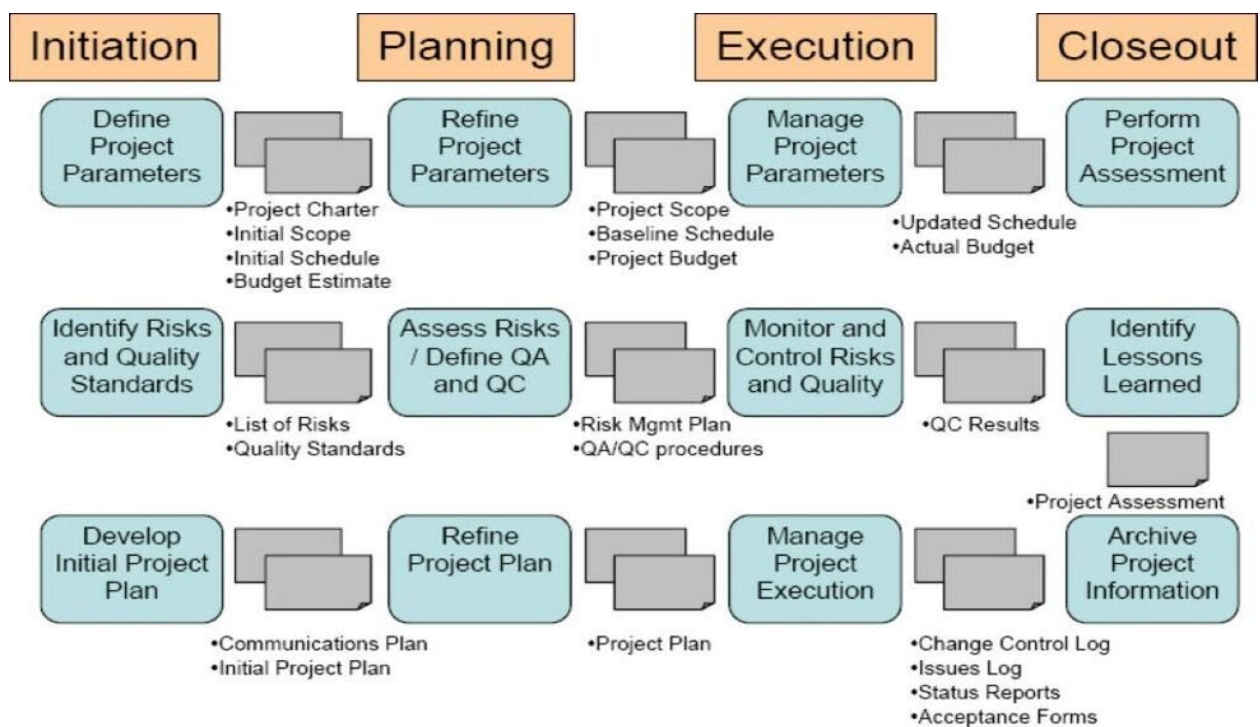 Initiation
Planning
Execution
Closeout
Define
Project
Parameters
Refine
Project
Parameters
Manage
Project
Parameters
Perform
Project
Assessment
•Project Charter
•Initial Scope
•Initial Schedule
•Budget Estimate
•Project Scope
•Baseline Schedule
•Project Budget
•Updated Schedule
•Actual Budget
Identify Risks
and Quality
Standards
Assess Risks
/ Define QA
and QC
Monitor and
Control Risks
and Quality
Identify
Lessons
Learned
•List of Risks
•Quality Standards
•Risk Mgmt Plan
•QA/QC procedures
•QC Results
•Project Assessment
Develop
Initial Project
Plan
Refine
Project Plan
Manage
Project
Execution
Archive
Project
Information
•Communications Plan
•Initial Project Plan
•Project Plan
•Change Control Log
•Issues Log
•Status Reports
•Acceptance Forms